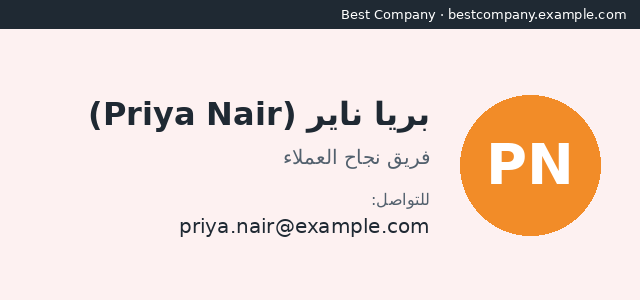 Best Company · bestcompany.example.com
بريا ناير (Priya Nair)
فريق نجاح العملاء
للتواصل:
priya.nair@example.com
PN